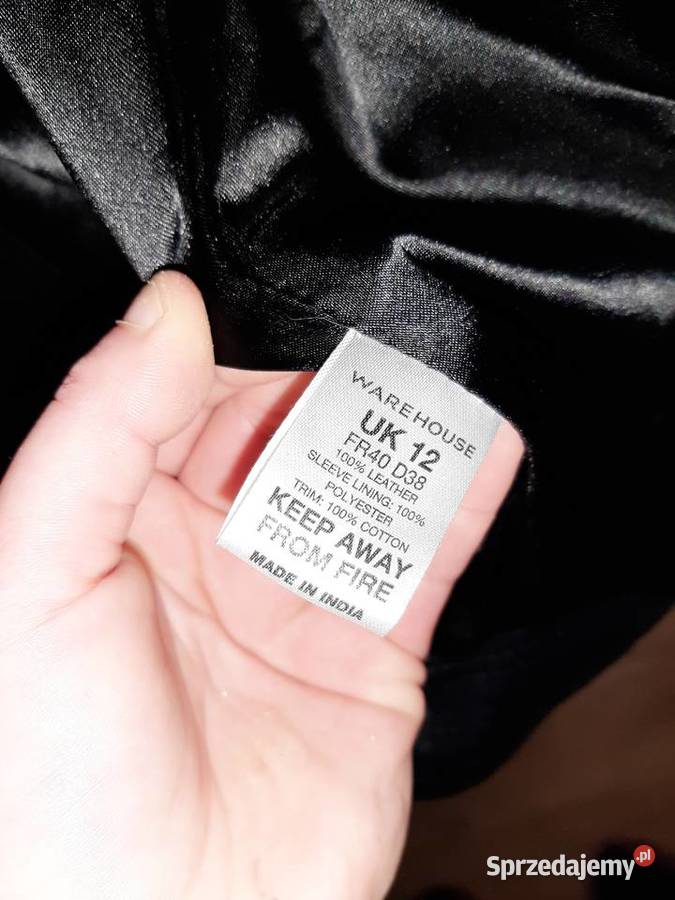 WAREHOUSE
UK 12
FR40 D38
100% LEATHER
SLEEVE LINING: 100%
POLYESTER
TRIM: 100% COTTON
KEEP AWAY
FROM FIRE
MADE IN INDIA
Sprzedajemy.pl